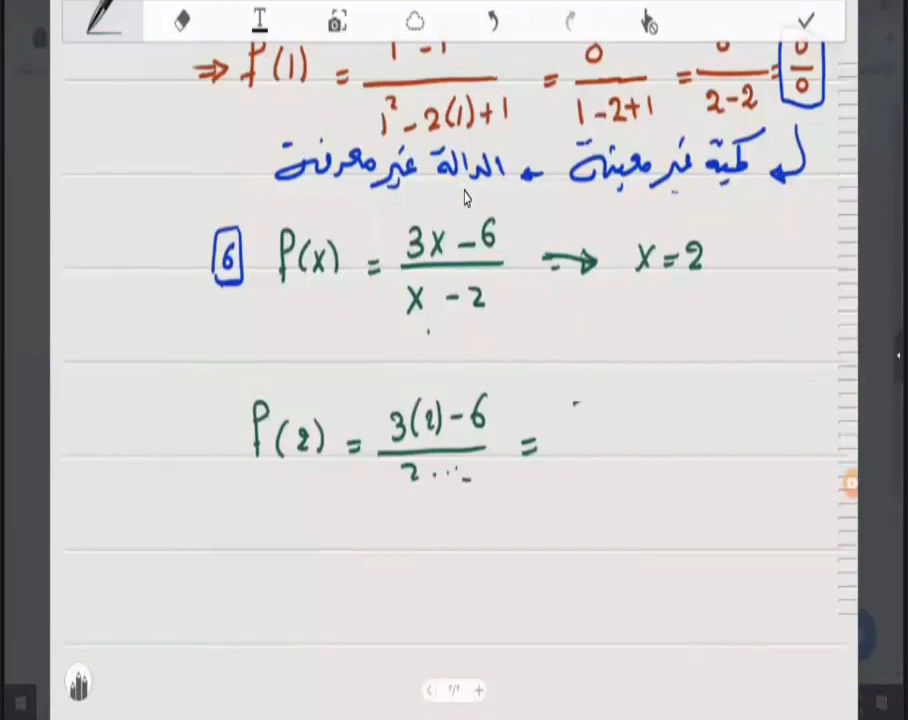 ⇒ f(1) = 1-1 / 1² - 2(1) + 1 = 0 / 1-2+1 = 0 / 2-2 = 0 / 0
كمية غير معينة ← الدالة غير معرفة
6 f(x) = 3x - 6 / x - 2 → x = 2
f(2) = 3(2) - 6 / 2 =